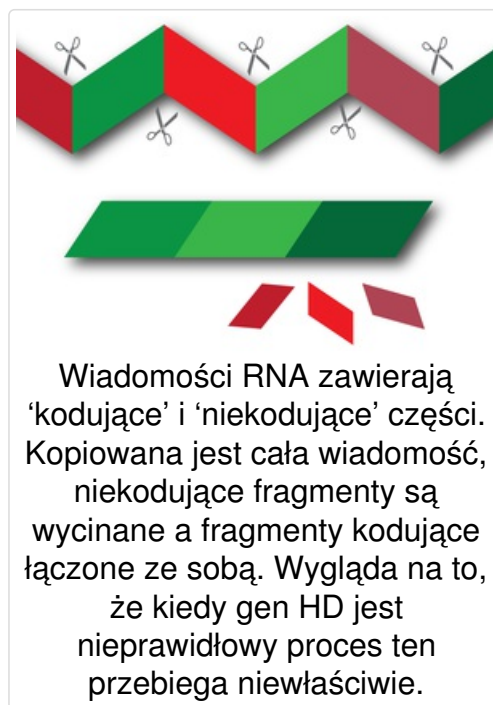 Wiadomości RNA zawierają
‘kodujące’ i ‘niekodujące’ części.
Kopiowana jest cała wiadomość,
niekodujące fragmenty są
wycinane a fragmenty kodujące
łączone ze sobą. Wygląda na to,
że kiedy gen HD jest
nieprawidłowy proces ten
przebiega niewłaściwie.